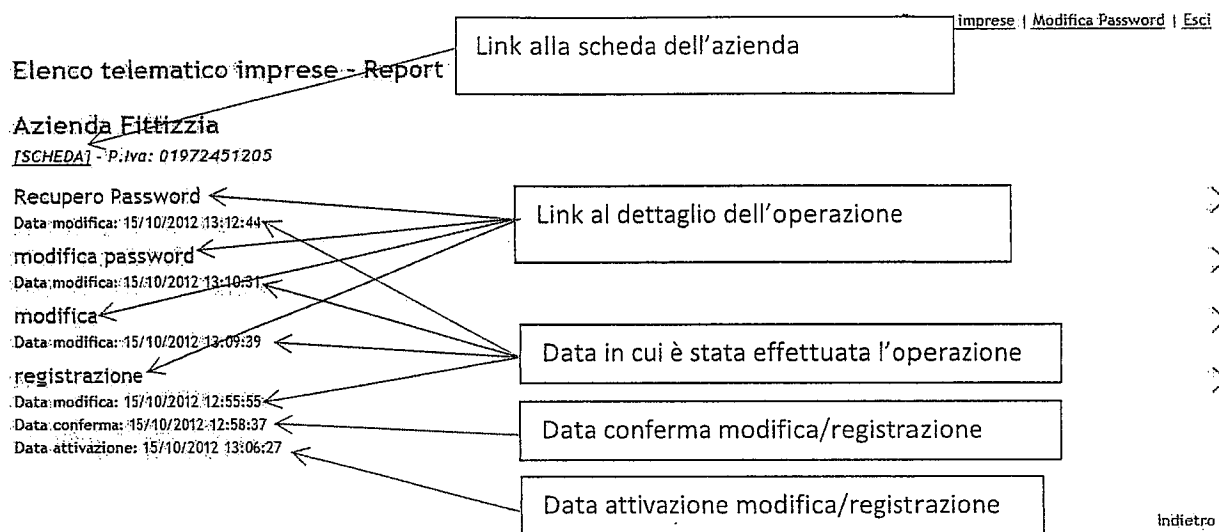 imprese | Modifica Password | Esci
Link alla scheda dell'azienda
Elenco telematico imprese - Report
Azienda Fittizzia
[SCHEDA] - P.Iva: 01972451205
Recupero Password
Data modifica: 15/10/2012 13:12:44
Link al dettaglio dell'operazione
modifica password
Data modifica: 15/10/2012 13:10:31
modifica
Data modifica: 15/10/2012 13:09:39
Data in cui è stata effettuata l'operazione
registrazione
Data modifica: 15/10/2012 12:55:55
Data conferma: 15/10/2012 12:58:37
Data conferma modifica/registrazione
Data attivazione: 15/10/2012 13:06:27
Data attivazione modifica/registrazione
Indietro